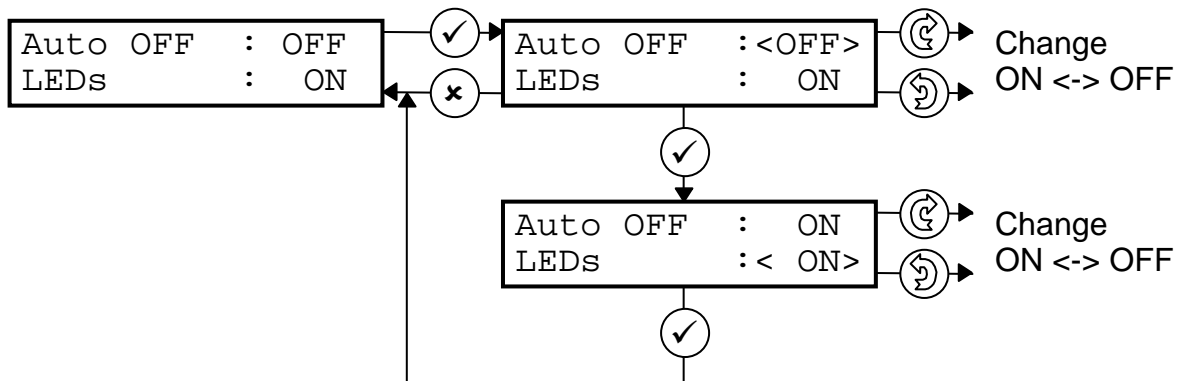 Auto OFF : OFF
LEDs : ON
Auto OFF :<OFF>
LEDs : ON
Change
ON <-> OFF
Auto OFF : ON
LEDs :< ON>
Change
ON <-> OFF